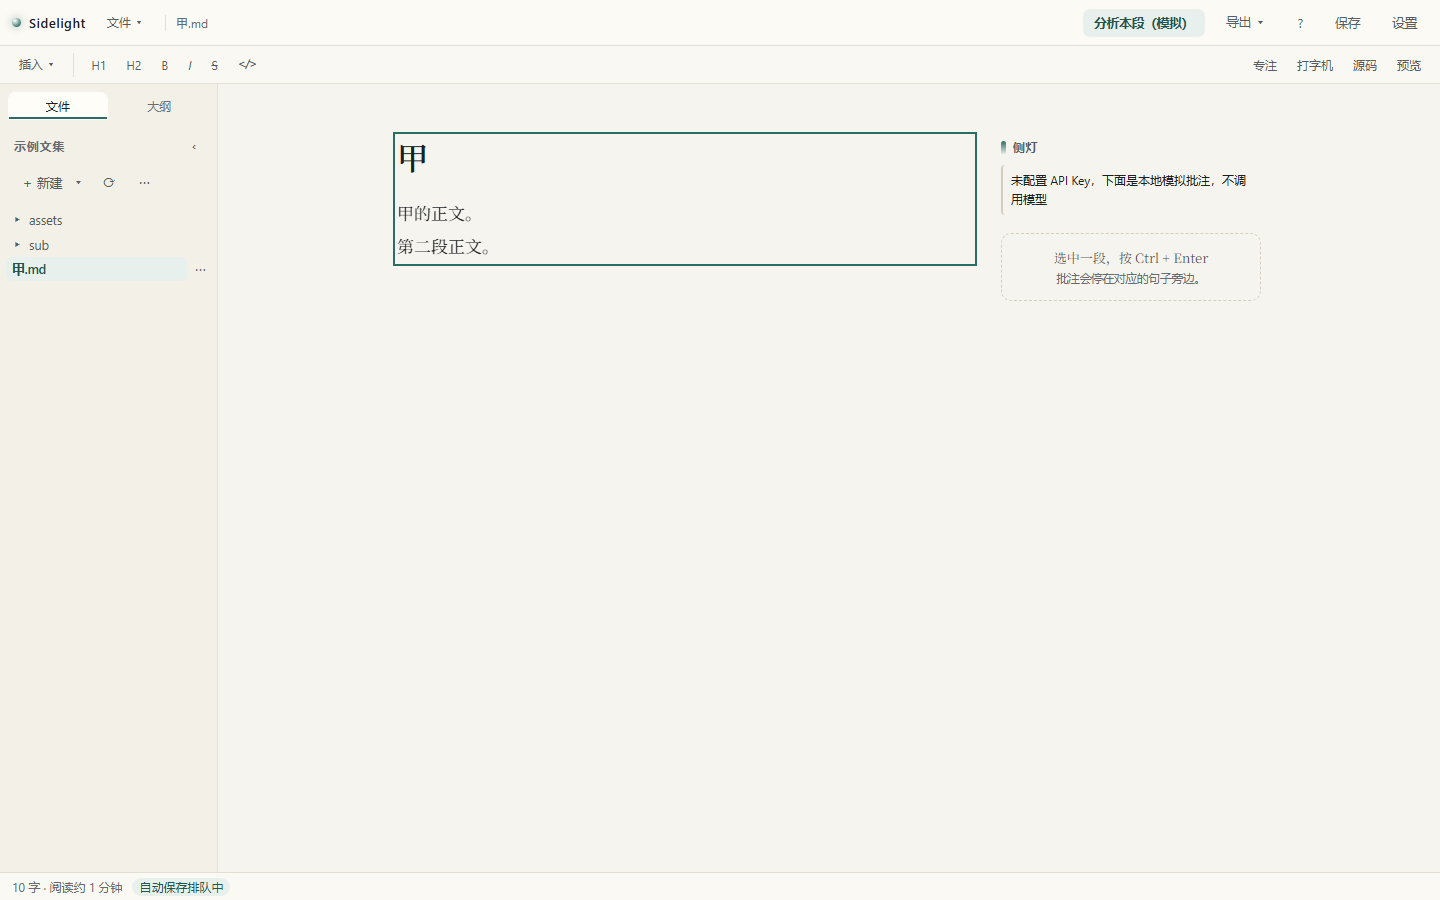 Sidelight 文件 甲.md 分析本段（模拟） 导出 ? 保存 设置
插入 H1 H2 B I S </> 专注 打字机 源码 预览
文件 大纲
示例文集
+ 新建 ...
assets
sub
甲.md ...
甲
甲的正文。
第二段正文。
侧灯
未配置 API Key，下面是本地模拟批注，不调
用模型
选中一段，按 Ctrl + Enter
批注会停在对应的句子旁边。
10 字 · 阅读约 1 分钟 自动保存排队中